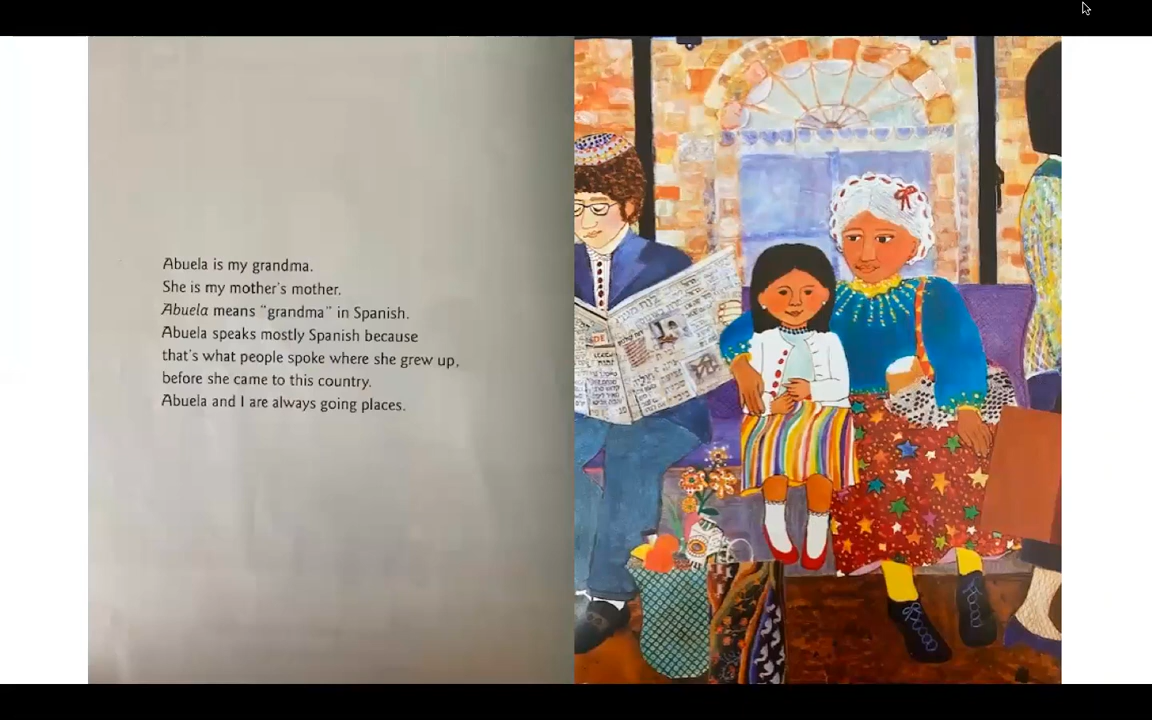 Abuela is my grandma.
She is my mother's mother.
Abuela means "grandma" in Spanish.
Abuela speaks mostly Spanish because
that's what people spoke where she grew up,
before she came to this country.
Abuela and I are always going places.